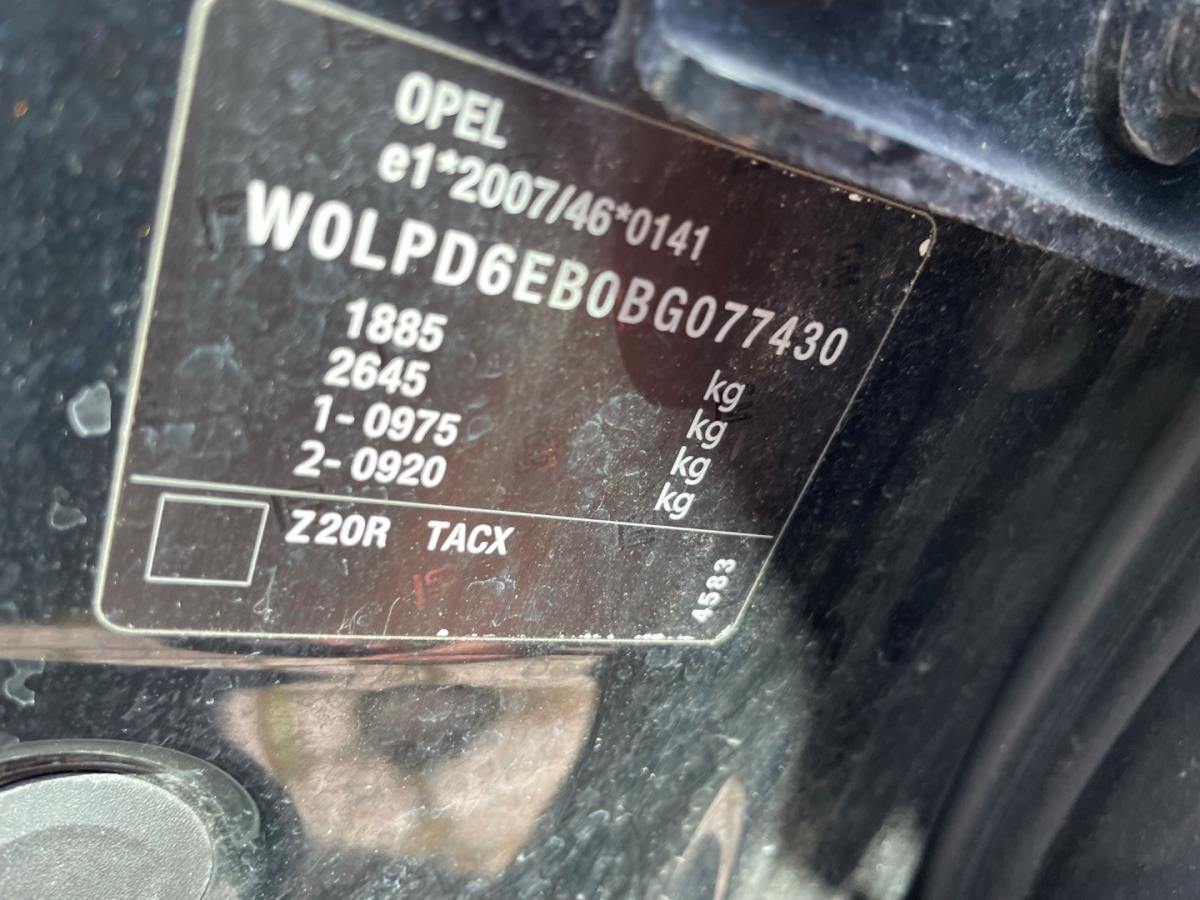 OPEL
e1*2007/46*0141
W0LPD6EB0BG077430
1885 kg
2645 kg
1- 0975 kg
2- 0920 kg
Z20R TACX
4583